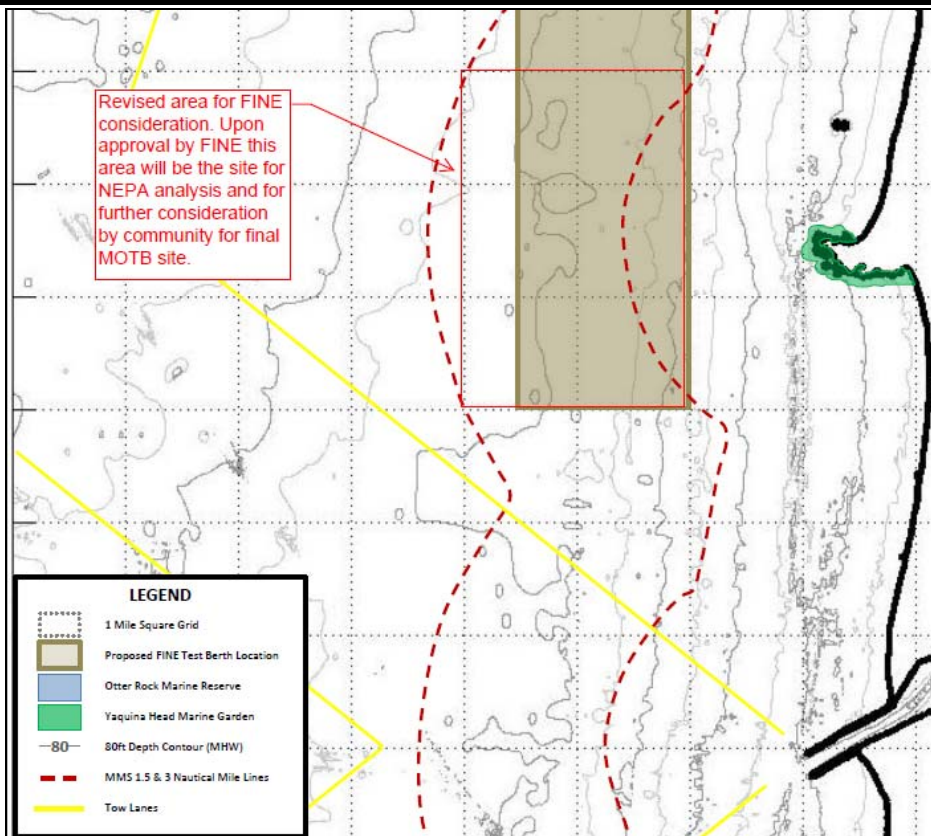 Revised area for FINE
consideration. Upon
approval by FINE this
area will be the site for
NEPA analysis and for
further consideration
by community for final
MOTB site.
LEGEND
1 Mile Square Grid
Proposed FINE Test Berth Location
Otter Rock Marine Reserve
Yaquina Head Marine Garden
80 80ft Depth Contour (MHW)
MMS 1.5 & 3 Nautical Mile Lines
Tow Lanes